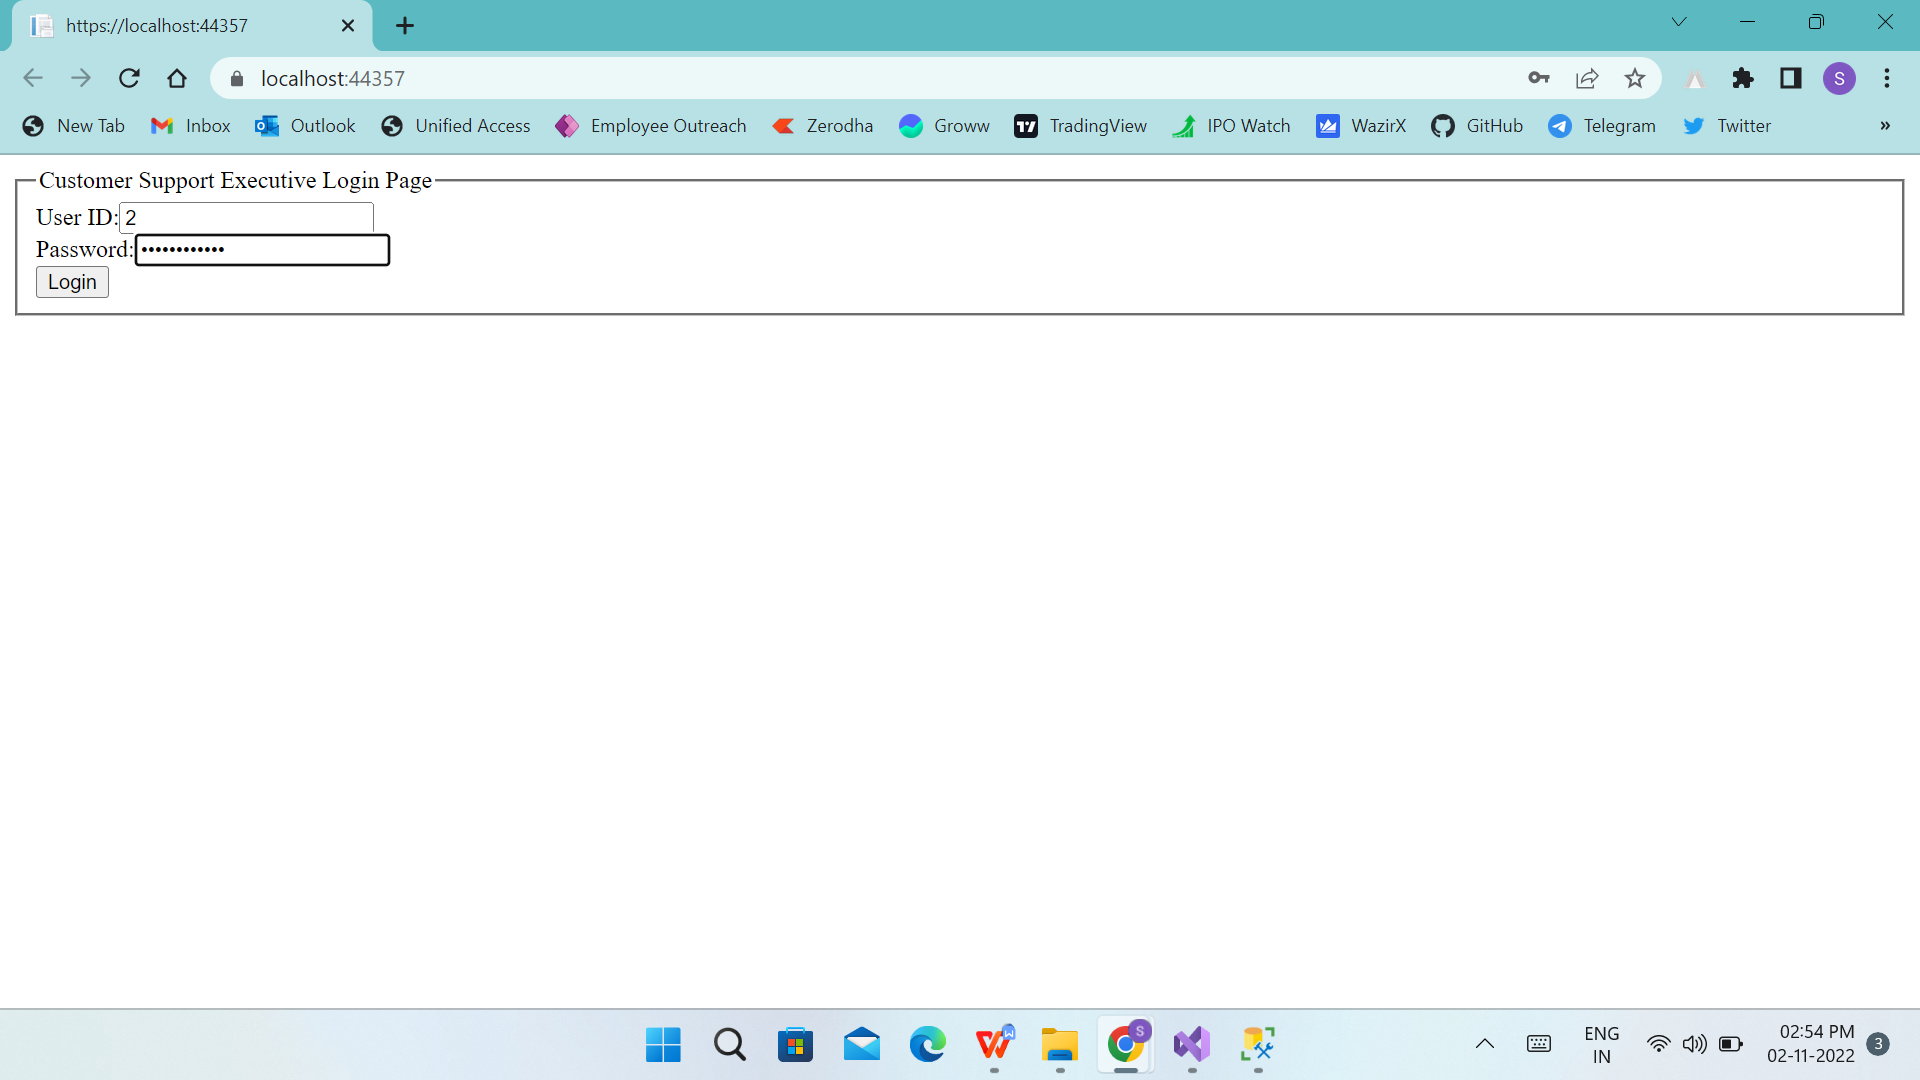 https://localhost:44357
localhost:44357
S
New Tab Inbox Outlook Unified Access Employee Outreach Zerodha Groww TradingView IPO Watch WazirX GitHub Telegram Twitter »
Customer Support Executive Login Page
User ID: 2
Password: ••••••••••••
Login
ENG
IN
02:54 PM
02-11-2022
3